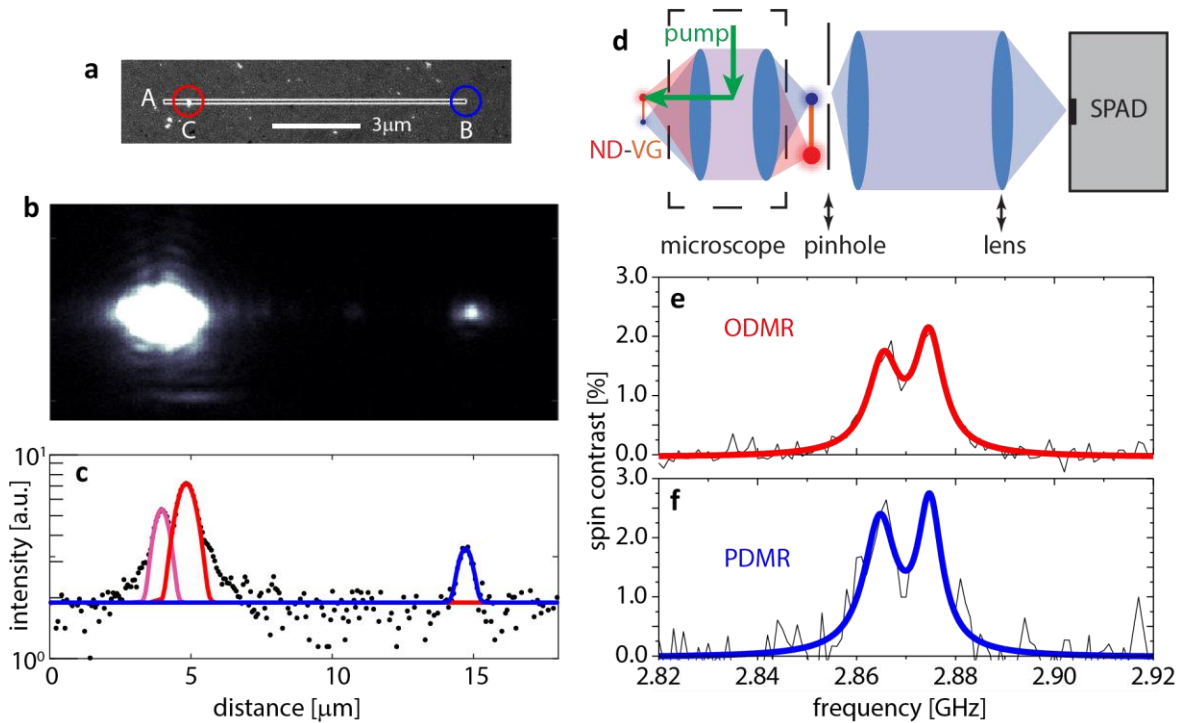 a
A
C
3μm
B
b
c
10¹
10⁰
intensity [a.u.]
0
5
10
15
distance [μm]
d
pump
ND-VG
SPAD
microscope
pinhole
lens
e
ODMR
3.0
2.0
1.0
0.0
spin contrast [%]
f
PDMR
3.0
2.0
1.0
0.0
2.82
2.84
2.86
2.88
2.90
2.92
frequency [GHz]